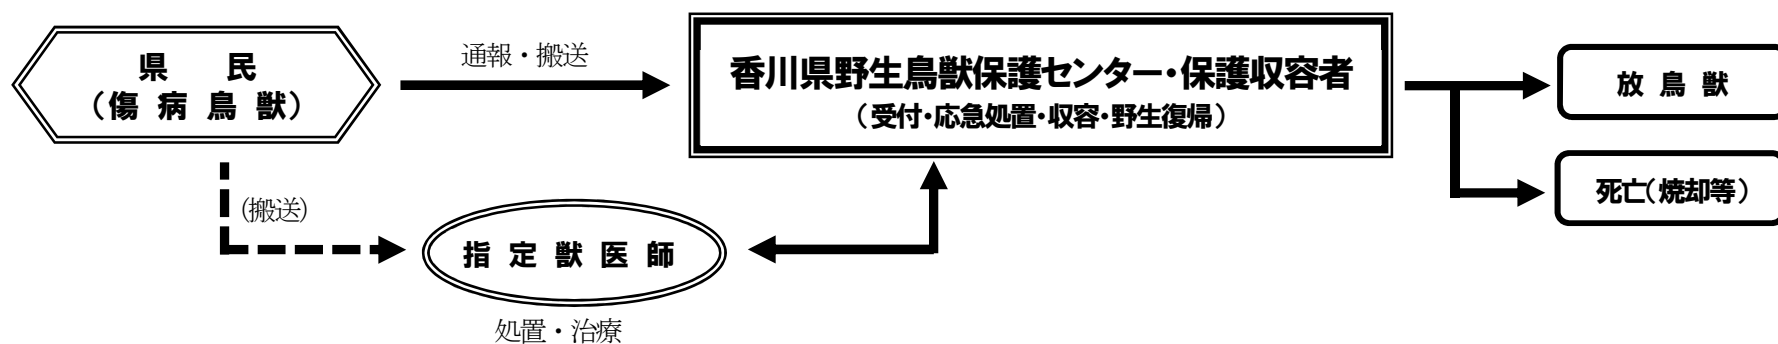 県　民
（傷 病 鳥 獣）
通報・搬送
香川県野生鳥獣保護センター・保護収容者
（受付・応急処置・収容・野生復帰）
放 鳥 獣
死亡（焼却等）
(搬送)
指 定 獣 医 師
処置・治療